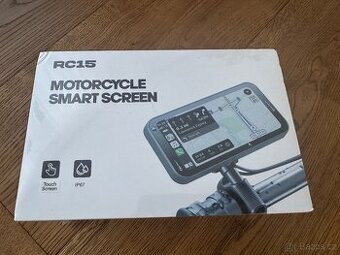 RC15
MOTORCYCLE
SMART SCREEN
Touch
Screen
IP67